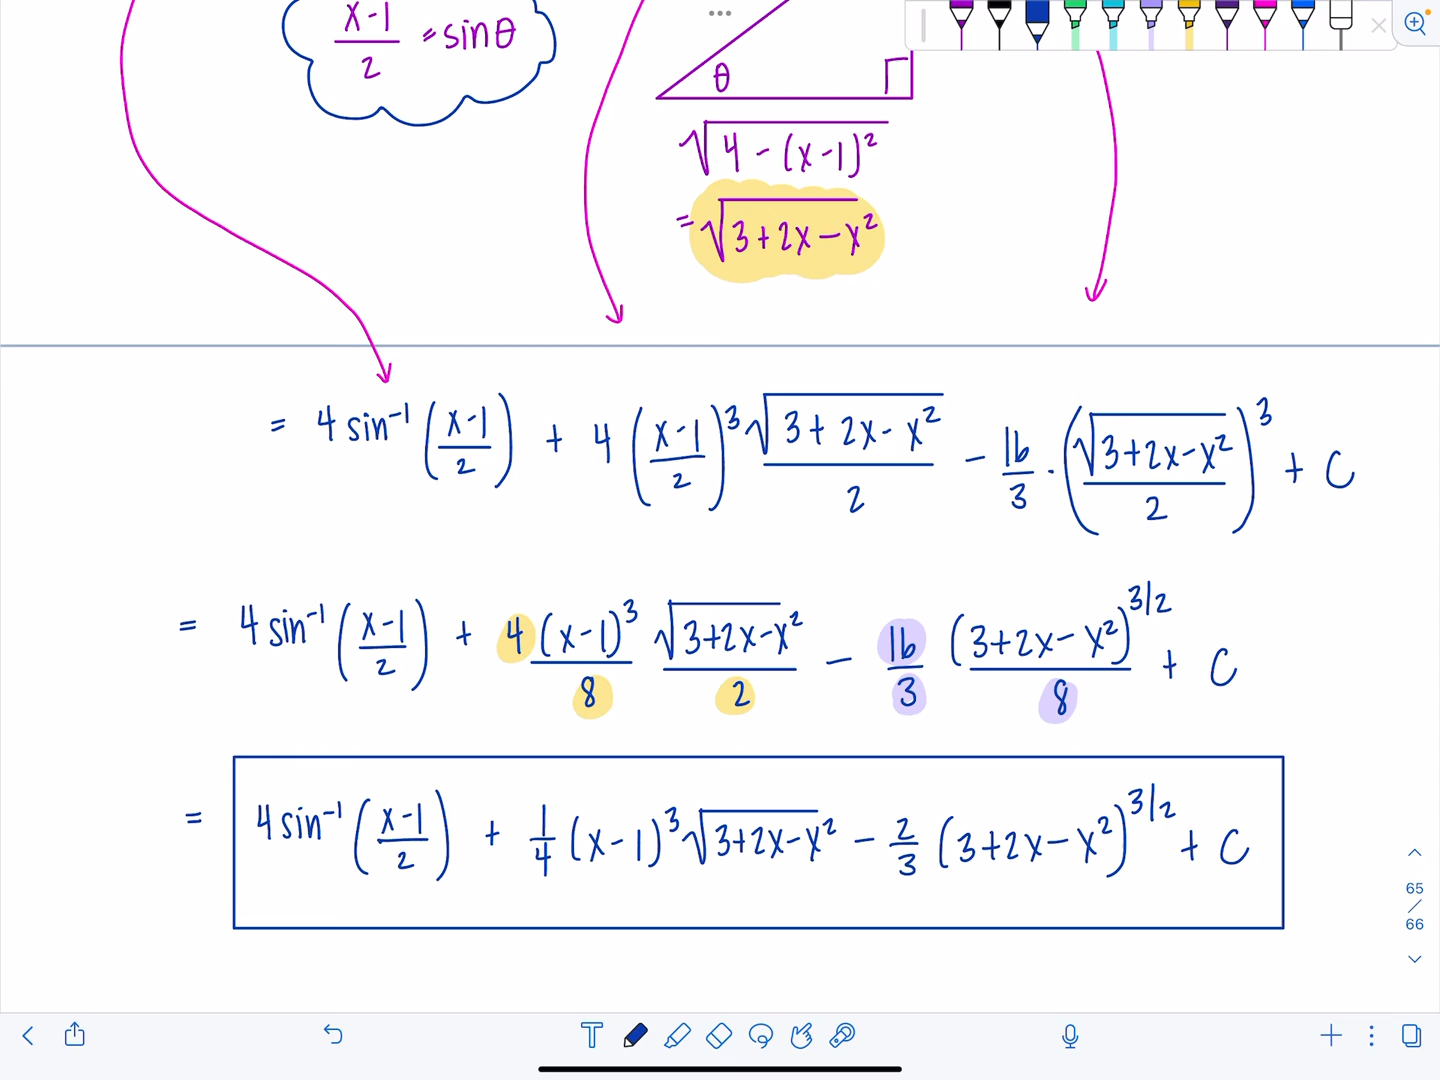 (x-1)/2 = sinθ
θ
√(4 - (x-1)²)
= √(3+2x-x²)
= 4 sin⁻¹((x-1)/2) + 4((x-1)/2)³ √(3+2x-x²)/2 - 16/3 · (√(3+2x-x²)/2)³ + C
= 4 sin⁻¹((x-1)/2) + 4(x-1)³/8 √(3+2x-x²)/2 - 16/3 (3+2x-x²)^(3/2)/8 + C
= 4 sin⁻¹((x-1)/2) + 1/4 (x-1)³ √(3+2x-x²) - 2/3 (3+2x-x²)^(3/2) + C
65
/
66
T